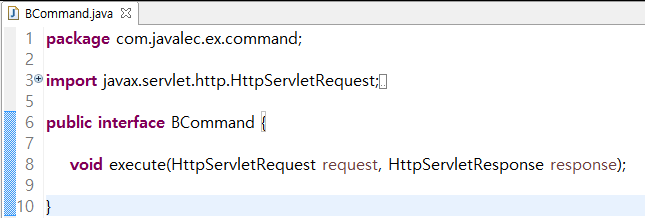 BCommand.java
1 package com.javalec.ex.command;
2
3 import javax.servlet.http.HttpServletRequest;
5
6 public interface BCommand {
7
8 void execute(HttpServletRequest request, HttpServletResponse response);
9
10 }